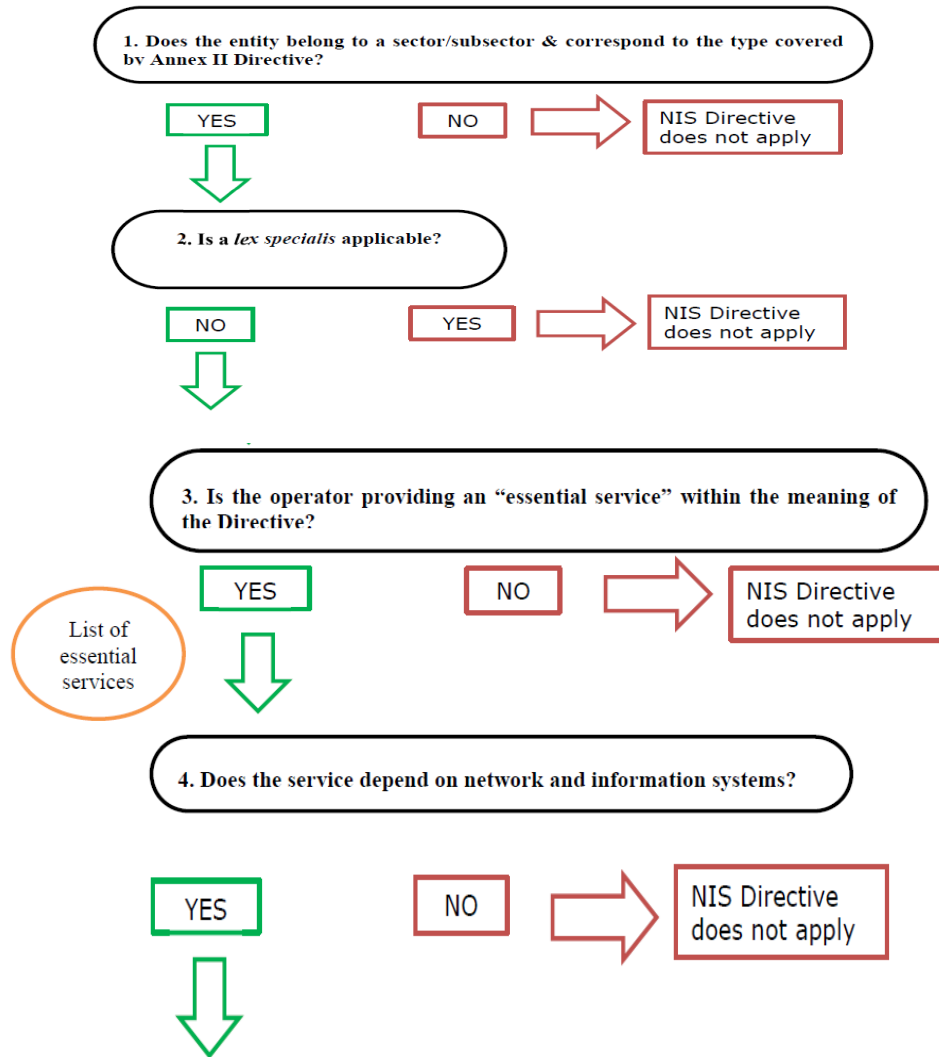 1. Does the entity belong to a sector/subsector & correspond to the type covered
by Annex II Directive?
YES
NO
NIS Directive
does not apply
2. Is a lex specialis applicable?
NO
YES
NIS Directive
does not apply
3. Is the operator providing an “essential service” within the meaning of
the Directive?
YES
NO
NIS Directive
does not apply
List of
essential
services
4. Does the service depend on network and information systems?
YES
NO
NIS Directive
does not apply